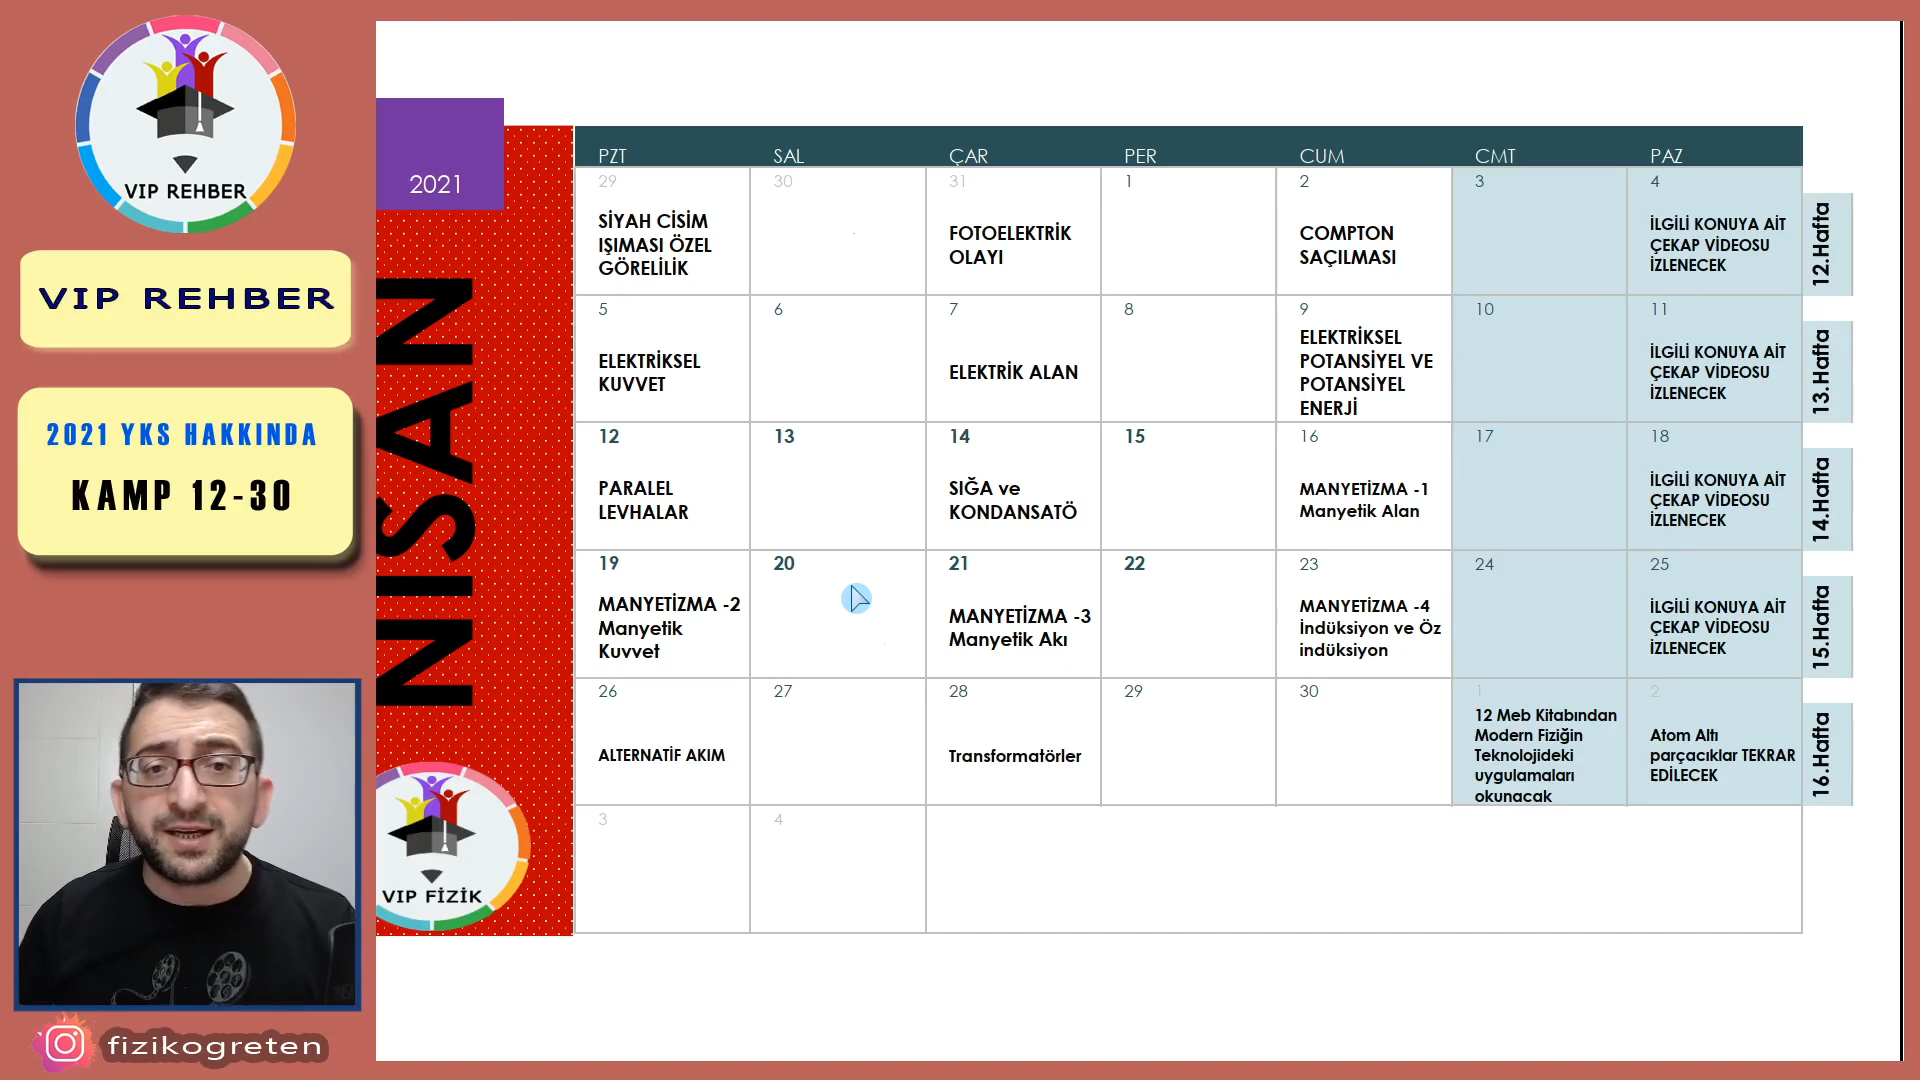 VIP REHBER
VIP REHBER
2021 YKS HAKKINDA
KAMP 12-30
fizikogreten
2021
NİSAN
VIP FİZİK
PZT SAL ÇAR PER CUM CMT PAZ
29 30 31 1 2 3 4
SİYAH CİSİM
IŞIMASI ÖZEL
GÖRELİLİK
FOTOELEKTRİK
OLAYI
COMPTON
SAÇILMASI
İLGİLİ KONUYA AİT
ÇEKAP VİDEOSU
İZLENECEK
12.Hafta
5 6 7 8 9 10 11
ELEKTRİKSEL
KUVVET
ELEKTRİK ALAN
ELEKTRİKSEL
POTANSİYEL VE
POTANSİYEL
ENERJİ
İLGİLİ KONUYA AİT
ÇEKAP VİDEOSU
İZLENECEK
13.Hafta
12 13 14 15 16 17 18
PARALEL
LEVHALAR
SIĞA ve
KONDANSATÖ
MANYETİZMA -1
Manyetik Alan
İLGİLİ KONUYA AİT
ÇEKAP VİDEOSU
İZLENECEK
14.Hafta
19 20 21 22 23 24 25
MANYETİZMA -2
Manyetik
Kuvvet
MANYETİZMA -3
Manyetik Akı
MANYETİZMA -4
İndüksiyon ve Öz
indüksiyon
İLGİLİ KONUYA AİT
ÇEKAP VİDEOSU
İZLENECEK
15.Hafta
26 27 28 29 30 1 2
ALTERNATİF AKIM
Transformatörler
12 Meb Kitabından
Modern Fiziğin
Teknolojideki
uygulamaları
okunacak
Atom Altı
parçacıklar TEKRAR
EDİLECEK
16.Hafta
3 4